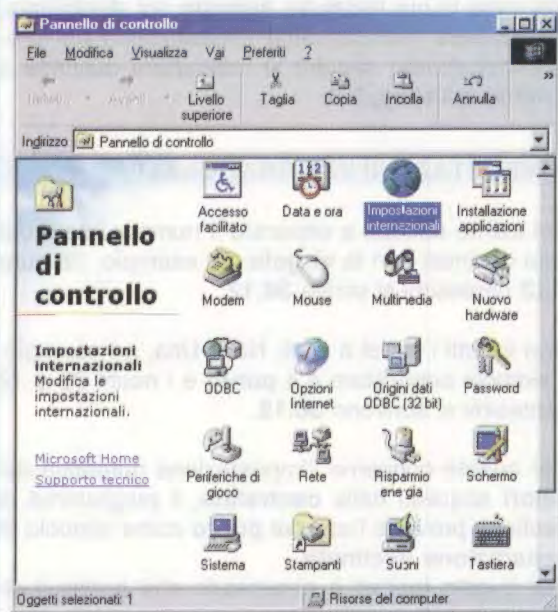 Pannello di controllo
File Modifica Visualizza Vai Preferiti ?
Indietro Avanti Livello superiore Taglia Copia Incolla Annulla »
Indirizzo Pannello di controllo
Pannello
di
controllo
Impostazioni
internazionali
Modifica le
impostazioni
internazionali.
Microsoft Home
Supporto tecnico
Accesso facilitato
Data e ora
Impostazioni internazionali
Installazione applicazioni
Modem
Mouse
Multimedia
Nuovo hardware
ODBC
Opzioni Internet
Origini dati ODBC (32 bit)
Password
Periferiche di gioco
Rete
Risparmio energia
Schermo
Sistema
Stampanti
Suoni
Tastiera
Oggetti selezionati: 1
Risorse del computer